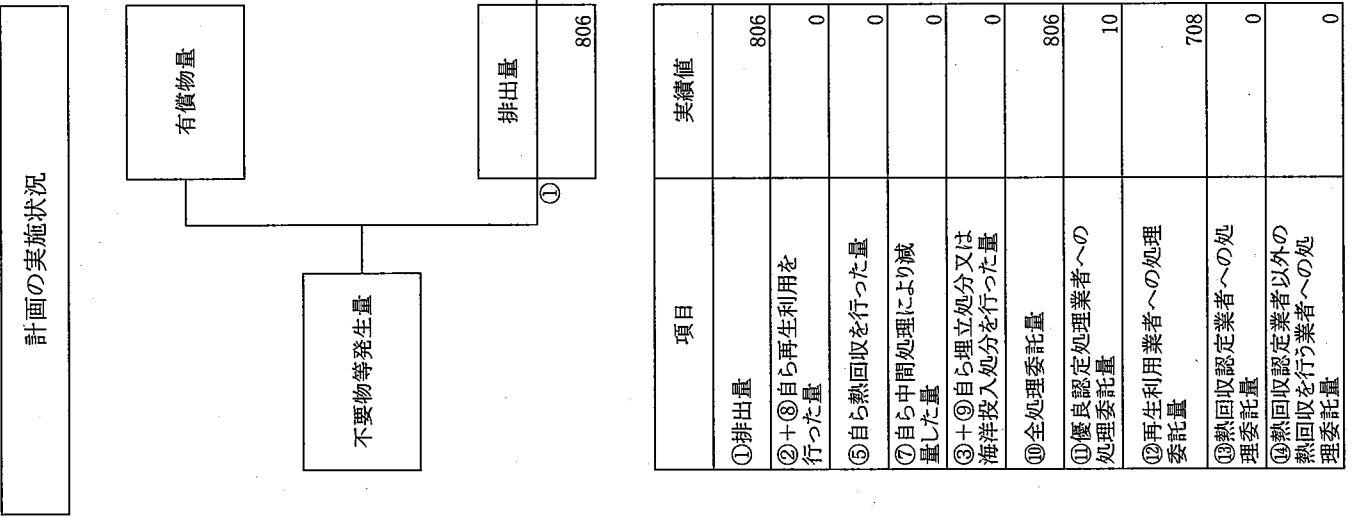 計画の実施状況
有償物量
不要物等発生量
排出量
①
806
項目
実績値
①排出量
806
②+⑧自ら再生利用を
行った量
0
⑤自ら熱回収を行った量
0
⑦自ら中間処理により減
量した量
0
③+⑨自ら埋立処分又は
海洋投入処分を行った量
0
⑩全処理委託量
806
⑪優良認定処理業者への
処理委託量
10
⑫再生利用業者への処理
委託量
708
⑬熱回収認定業者への処
理委託量
0
⑭熱回収認定業者以外の
熱回収を行う業者への処
理委託量
0